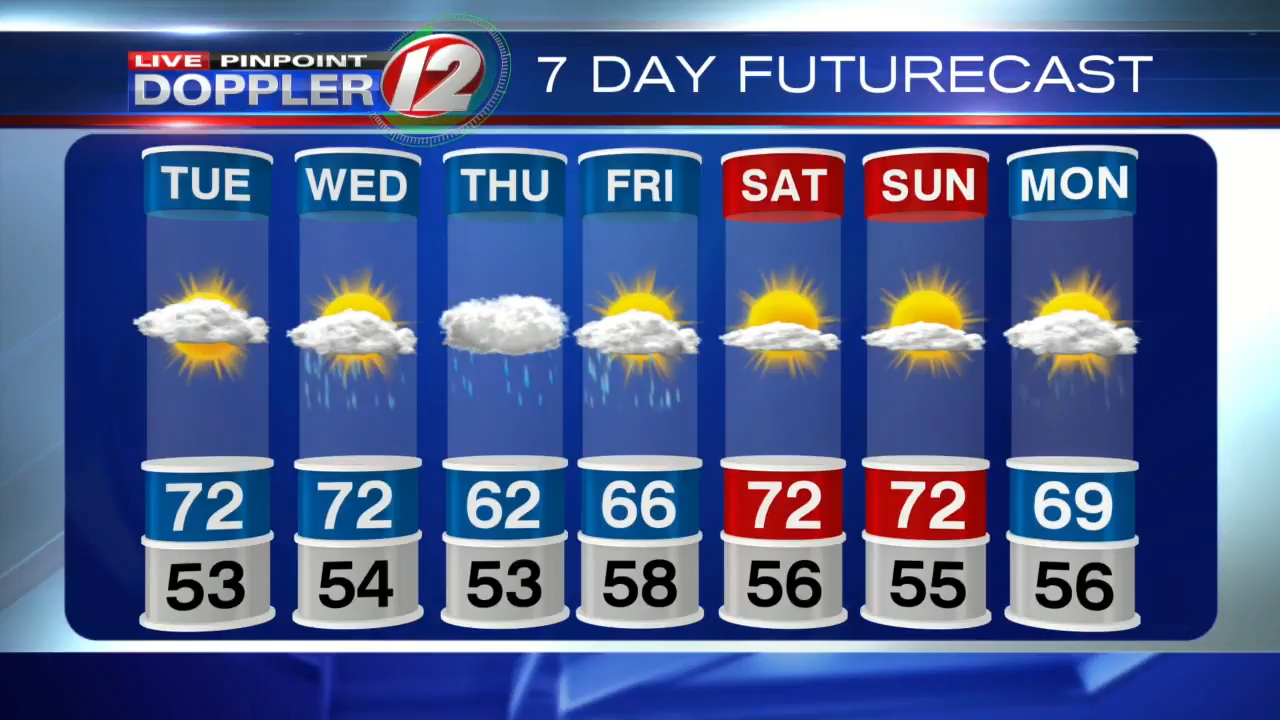 LIVE PINPOINT
DOPPLER 12
7 DAY FUTURECAST
TUE WED THU FRI SAT SUN MON
72 72 62 66 72 72 69
53 54 53 58 56 55 56